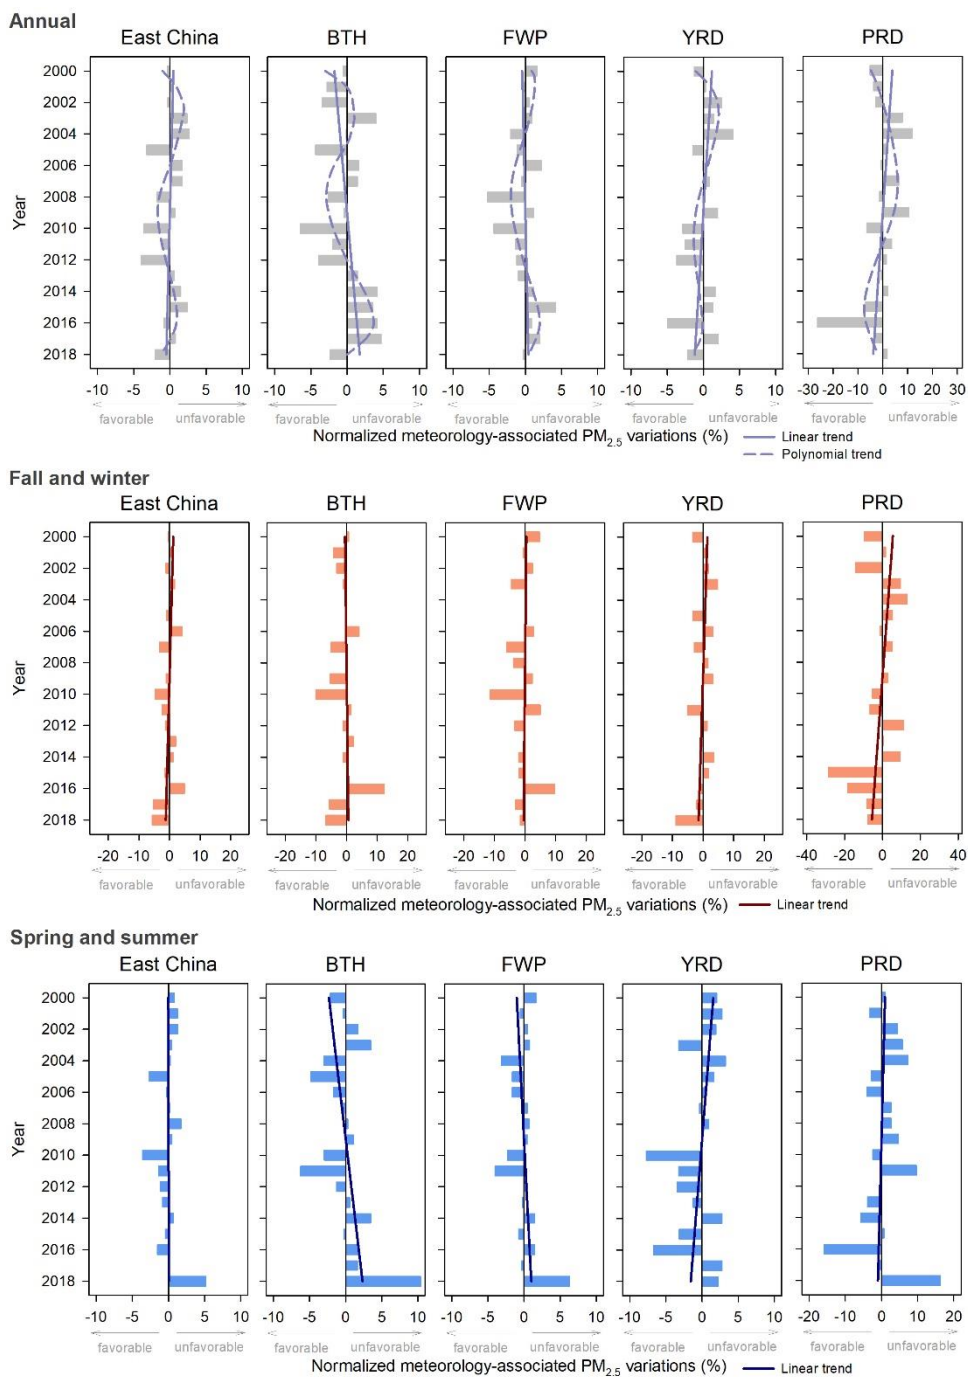 Annual
East China BTH FWP YRD PRD
2000
2002
2004
2006
2008
2010
2012
2014
2016
2018
Year
-10 -5 0 5 10 -10 -5 0 5 10 -10 -5 0 5 10 -10 -5 0 5 10 -30 -20 -10 0 10 20 30
favorable unfavorable favorable unfavorable favorable unfavorable favorable unfavorable favorable unfavorable
Normalized meteorology-associated PM2.5 variations (%) Linear trend
Polynomial trend
Fall and winter
East China BTH FWP YRD PRD
2000
2002
2004
2006
2008
2010
2012
2014
2016
2018
Year
-20 -10 0 10 20 -20 -10 0 10 20 -20 -10 0 10 20 -20 -10 0 10 20 -40 -20 0 20 40
favorable unfavorable favorable unfavorable favorable unfavorable favorable unfavorable favorable unfavorable
Normalized meteorology-associated PM2.5 variations (%) Linear trend
Spring and summer
East China BTH FWP YRD PRD
2000
2002
2004
2006
2008
2010
2012
2014
2016
2018
Year
-10 -5 0 5 10 -10 -5 0 5 10 -10 -5 0 5 10 -10 -5 0 5 10 -20 -10 0 10 20
favorable unfavorable favorable unfavorable favorable unfavorable favorable unfavorable favorable unfavorable
Normalized meteorology-associated PM2.5 variations (%) Linear trend